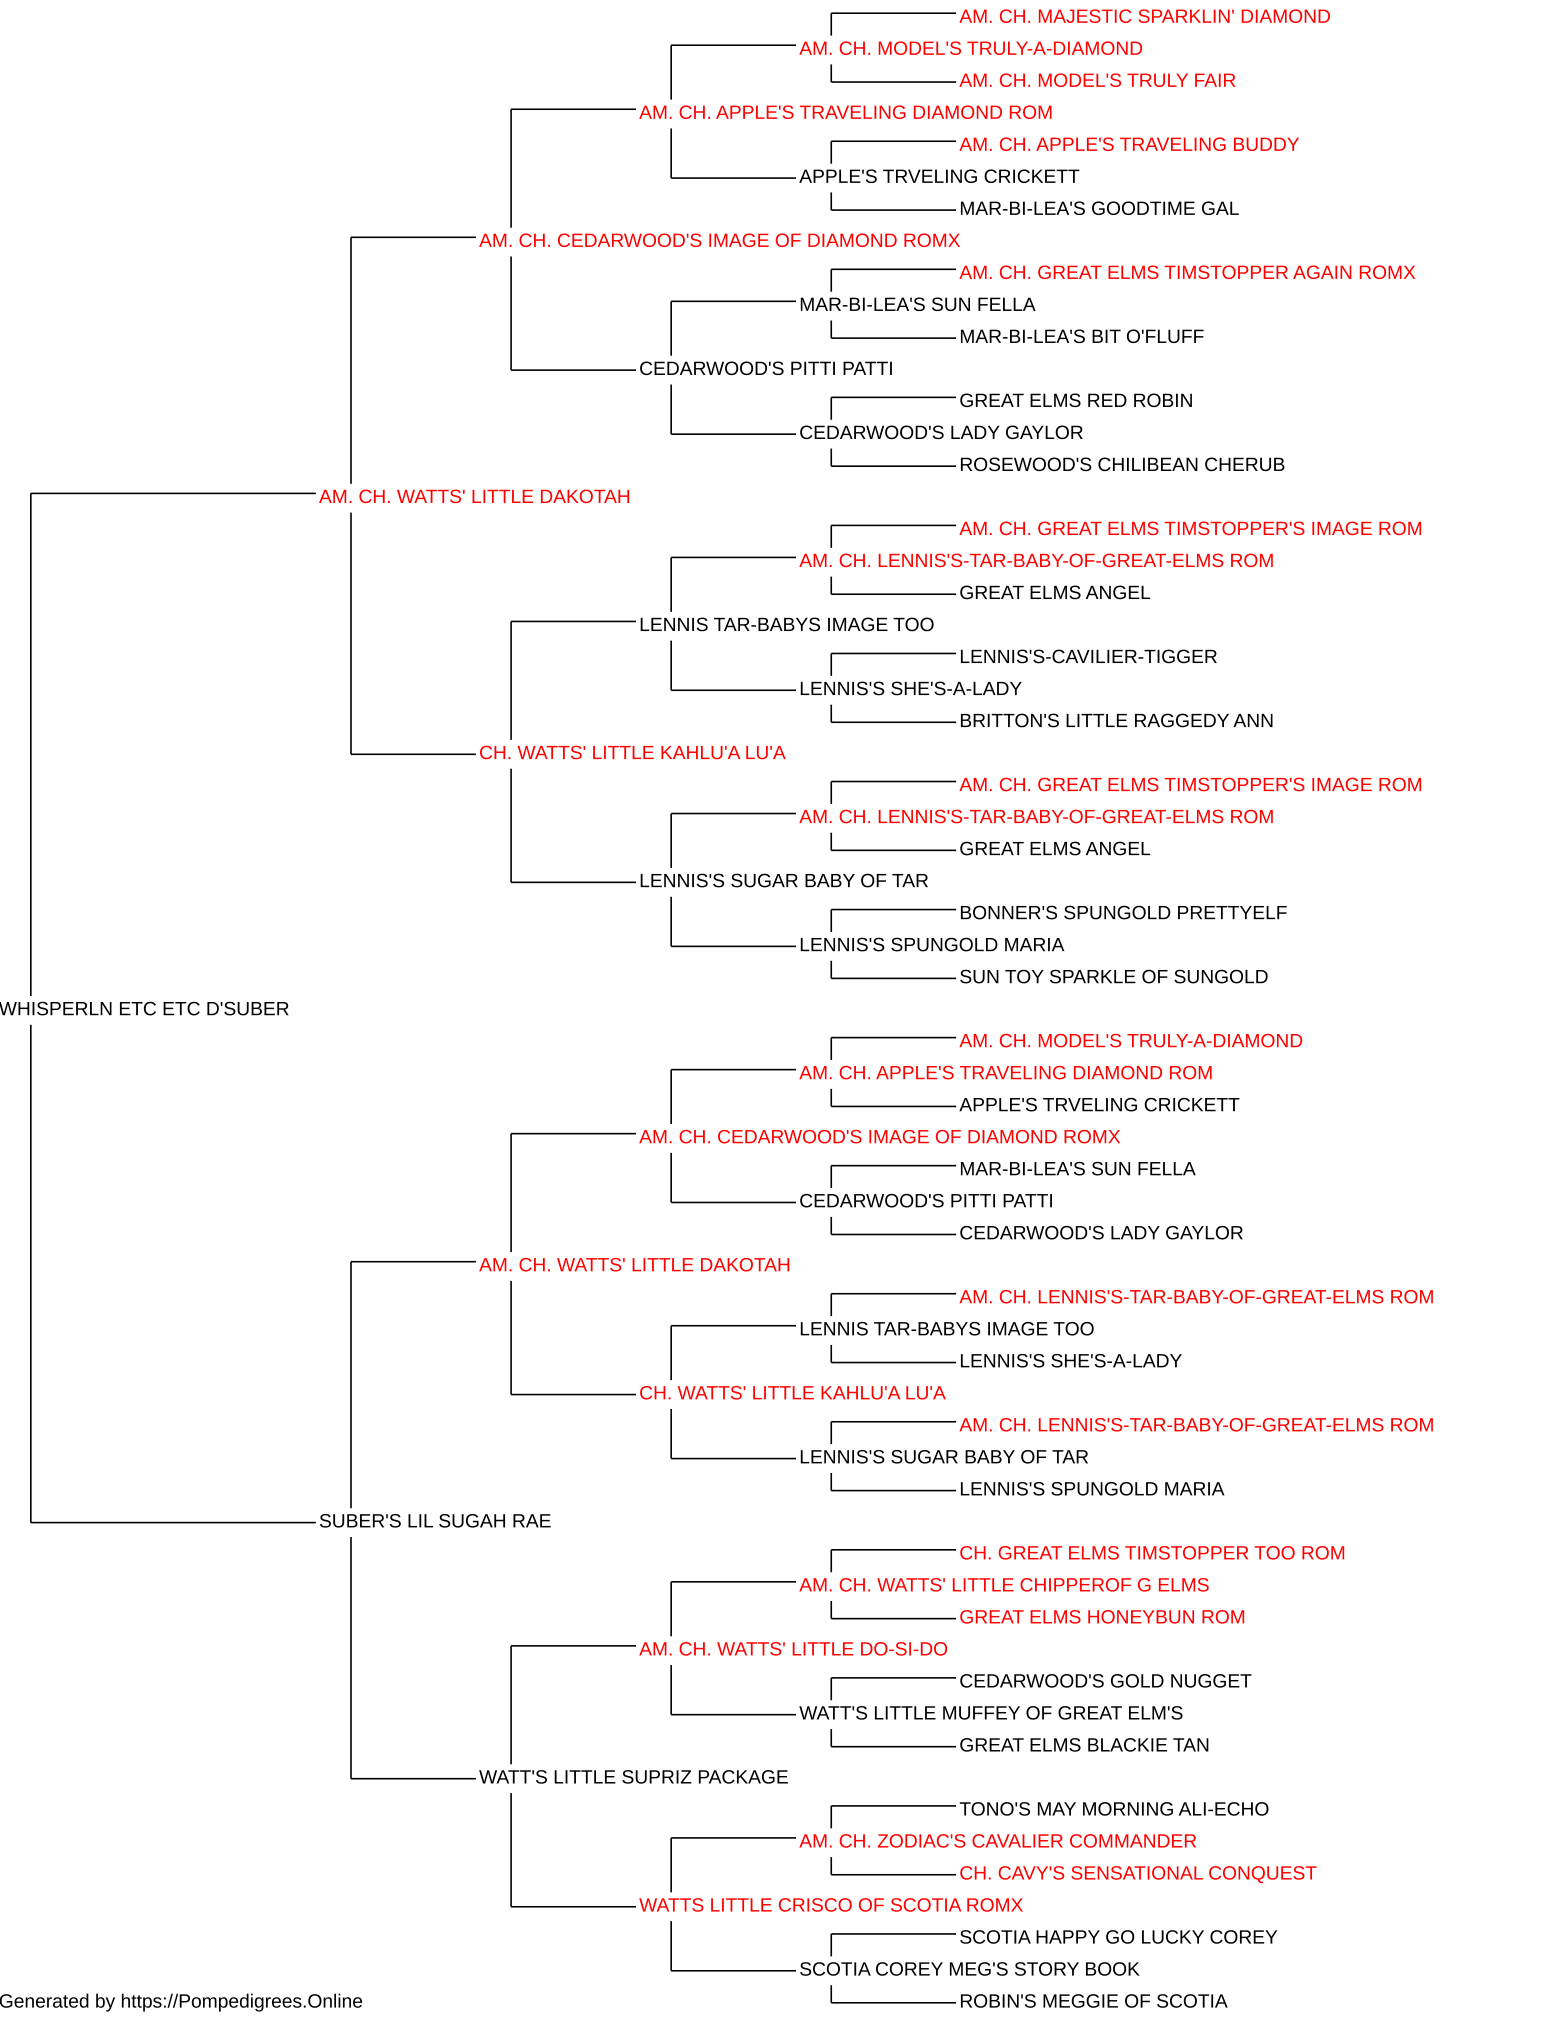 AM. CH. MAJESTIC SPARKLIN' DIAMOND
AM. CH. MODEL'S TRULY-A-DIAMOND
AM. CH. MODEL'S TRULY FAIR
AM. CH. APPLE'S TRAVELING DIAMOND ROM
AM. CH. APPLE'S TRAVELING BUDDY
APPLE'S TRVELING CRICKETT
MAR-BI-LEA'S GOODTIME GAL
AM. CH. CEDARWOOD'S IMAGE OF DIAMOND ROMX
AM. CH. GREAT ELMS TIMSTOPPER AGAIN ROMX
MAR-BI-LEA'S SUN FELLA
MAR-BI-LEA'S BIT O'FLUFF
CEDARWOOD'S PITTI PATTI
GREAT ELMS RED ROBIN
CEDARWOOD'S LADY GAYLOR
ROSEWOOD'S CHILIBEAN CHERUB
AM. CH. WATTS' LITTLE DAKOTAH
AM. CH. GREAT ELMS TIMSTOPPER'S IMAGE ROM
AM. CH. LENNIS'S-TAR-BABY-OF-GREAT-ELMS ROM
GREAT ELMS ANGEL
LENNIS TAR-BABYS IMAGE TOO
LENNIS'S-CAVILIER-TIGGER
LENNIS'S SHE'S-A-LADY
BRITTON'S LITTLE RAGGEDY ANN
CH. WATTS' LITTLE KAHLU'A LU'A
AM. CH. GREAT ELMS TIMSTOPPER'S IMAGE ROM
AM. CH. LENNIS'S-TAR-BABY-OF-GREAT-ELMS ROM
GREAT ELMS ANGEL
LENNIS'S SUGAR BABY OF TAR
BONNER'S SPUNGOLD PRETTYELF
LENNIS'S SPUNGOLD MARIA
SUN TOY SPARKLE OF SUNGOLD
WHISPERLN ETC ETC D'SUBER
AM. CH. MODEL'S TRULY-A-DIAMOND
AM. CH. APPLE'S TRAVELING DIAMOND ROM
APPLE'S TRVELING CRICKETT
AM. CH. CEDARWOOD'S IMAGE OF DIAMOND ROMX
MAR-BI-LEA'S SUN FELLA
CEDARWOOD'S PITTI PATTI
CEDARWOOD'S LADY GAYLOR
AM. CH. WATTS' LITTLE DAKOTAH
AM. CH. LENNIS'S-TAR-BABY-OF-GREAT-ELMS ROM
LENNIS TAR-BABYS IMAGE TOO
LENNIS'S SHE'S-A-LADY
CH. WATTS' LITTLE KAHLU'A LU'A
AM. CH. LENNIS'S-TAR-BABY-OF-GREAT-ELMS ROM
LENNIS'S SUGAR BABY OF TAR
LENNIS'S SPUNGOLD MARIA
SUBER'S LIL SUGAH RAE
CH. GREAT ELMS TIMSTOPPER TOO ROM
AM. CH. WATTS' LITTLE CHIPPEROF G ELMS
GREAT ELMS HONEYBUN ROM
AM. CH. WATTS' LITTLE DO-SI-DO
CEDARWOOD'S GOLD NUGGET
WATT'S LITTLE MUFFEY OF GREAT ELM'S
GREAT ELMS BLACKIE TAN
WATT'S LITTLE SUPRIZ PACKAGE
TONO'S MAY MORNING ALI-ECHO
AM. CH. ZODIAC'S CAVALIER COMMANDER
CH. CAVY'S SENSATIONAL CONQUEST
WATTS LITTLE CRISCO OF SCOTIA ROMX
SCOTIA HAPPY GO LUCKY COREY
SCOTIA COREY MEG'S STORY BOOK
ROBIN'S MEGGIE OF SCOTIA
Generated by https://Pompedigrees.Online